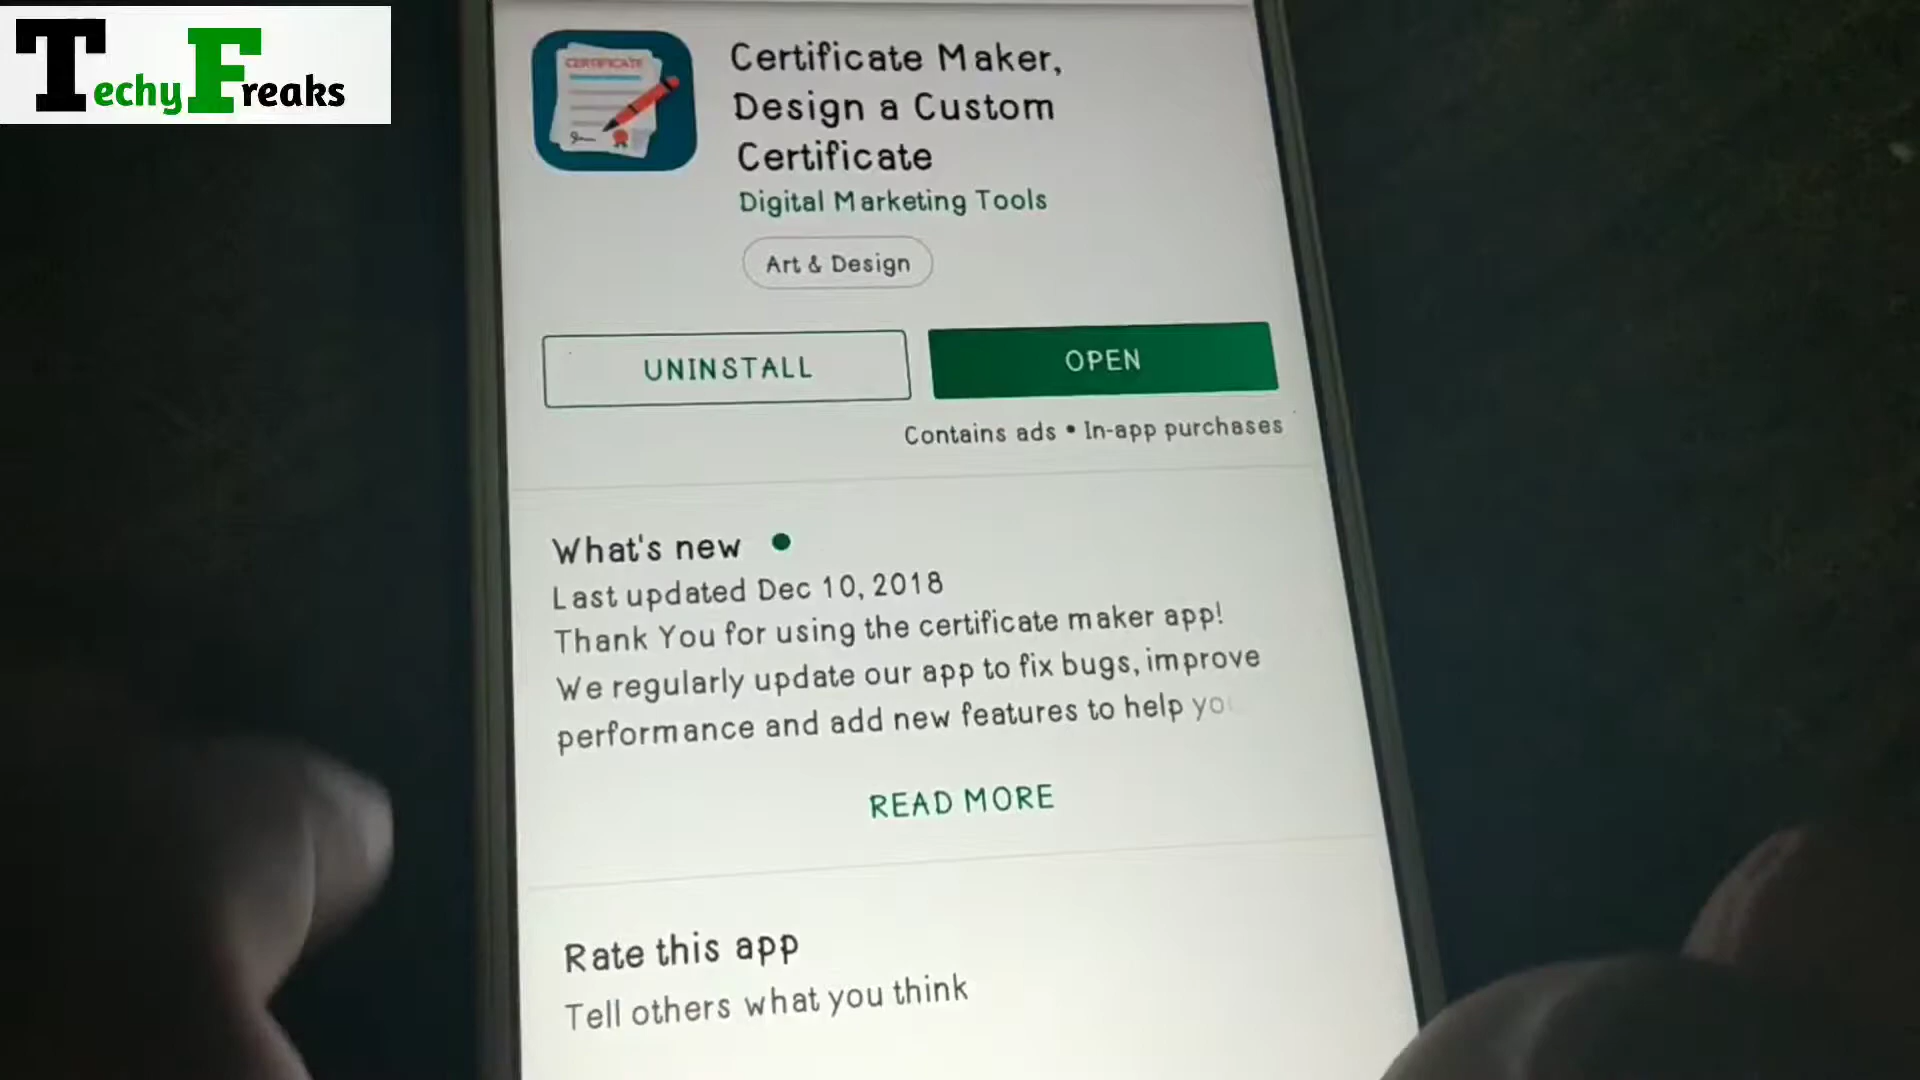 Techy Freaks
CERTIFICATE
Certificate Maker,
Design a Custom
Certificate
Digital Marketing Tools
Art & Design
UNINSTALL
OPEN
Contains ads • In-app purchases
What's new
Last updated Dec 10, 2018
Thank You for using the certificate maker app!
We regularly update our app to fix bugs, improve
performance and add new features to help you
READ MORE
Rate this app
Tell others what you think